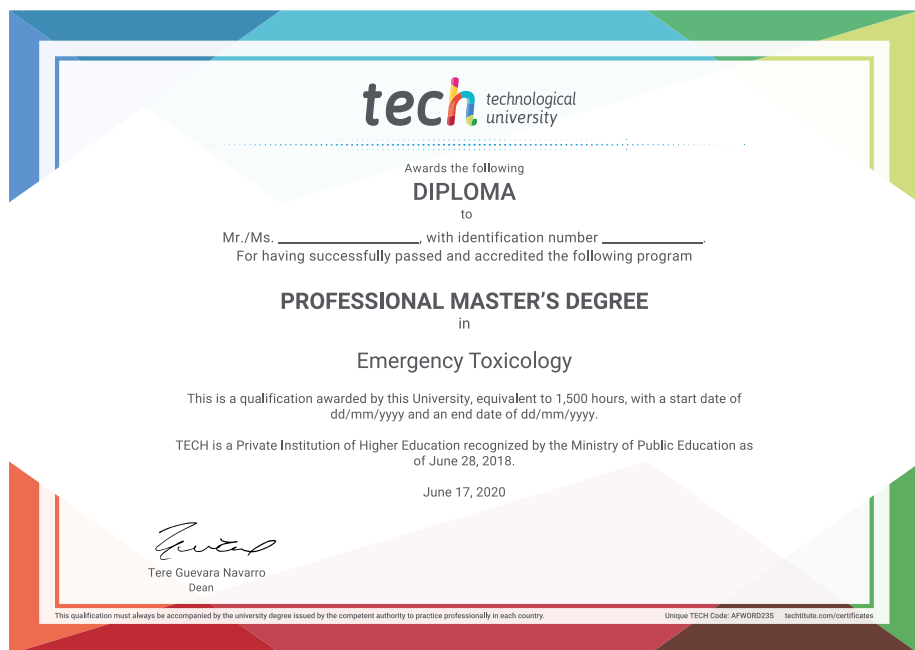 tech technological
university
Awards the following
DIPLOMA
to
Mr./Ms. ____________________, with identification number ______________.
For having successfully passed and accredited the following program
PROFESSIONAL MASTER'S DEGREE
in
Emergency Toxicology
This is a qualification awarded by this University, equivalent to 1,500 hours, with a start date of
dd/mm/yyyy and an end date of dd/mm/yyyy.
TECH is a Private Institution of Higher Education recognized by the Ministry of Public Education as
of June 28, 2018.
June 17, 2020
Tere Guevara Navarro
Dean
This qualification must always be accompanied by the university degree issued by the competent authority to practice professionally in each country.
Unique TECH Code: AFWORD23S techtitute.com/certificates